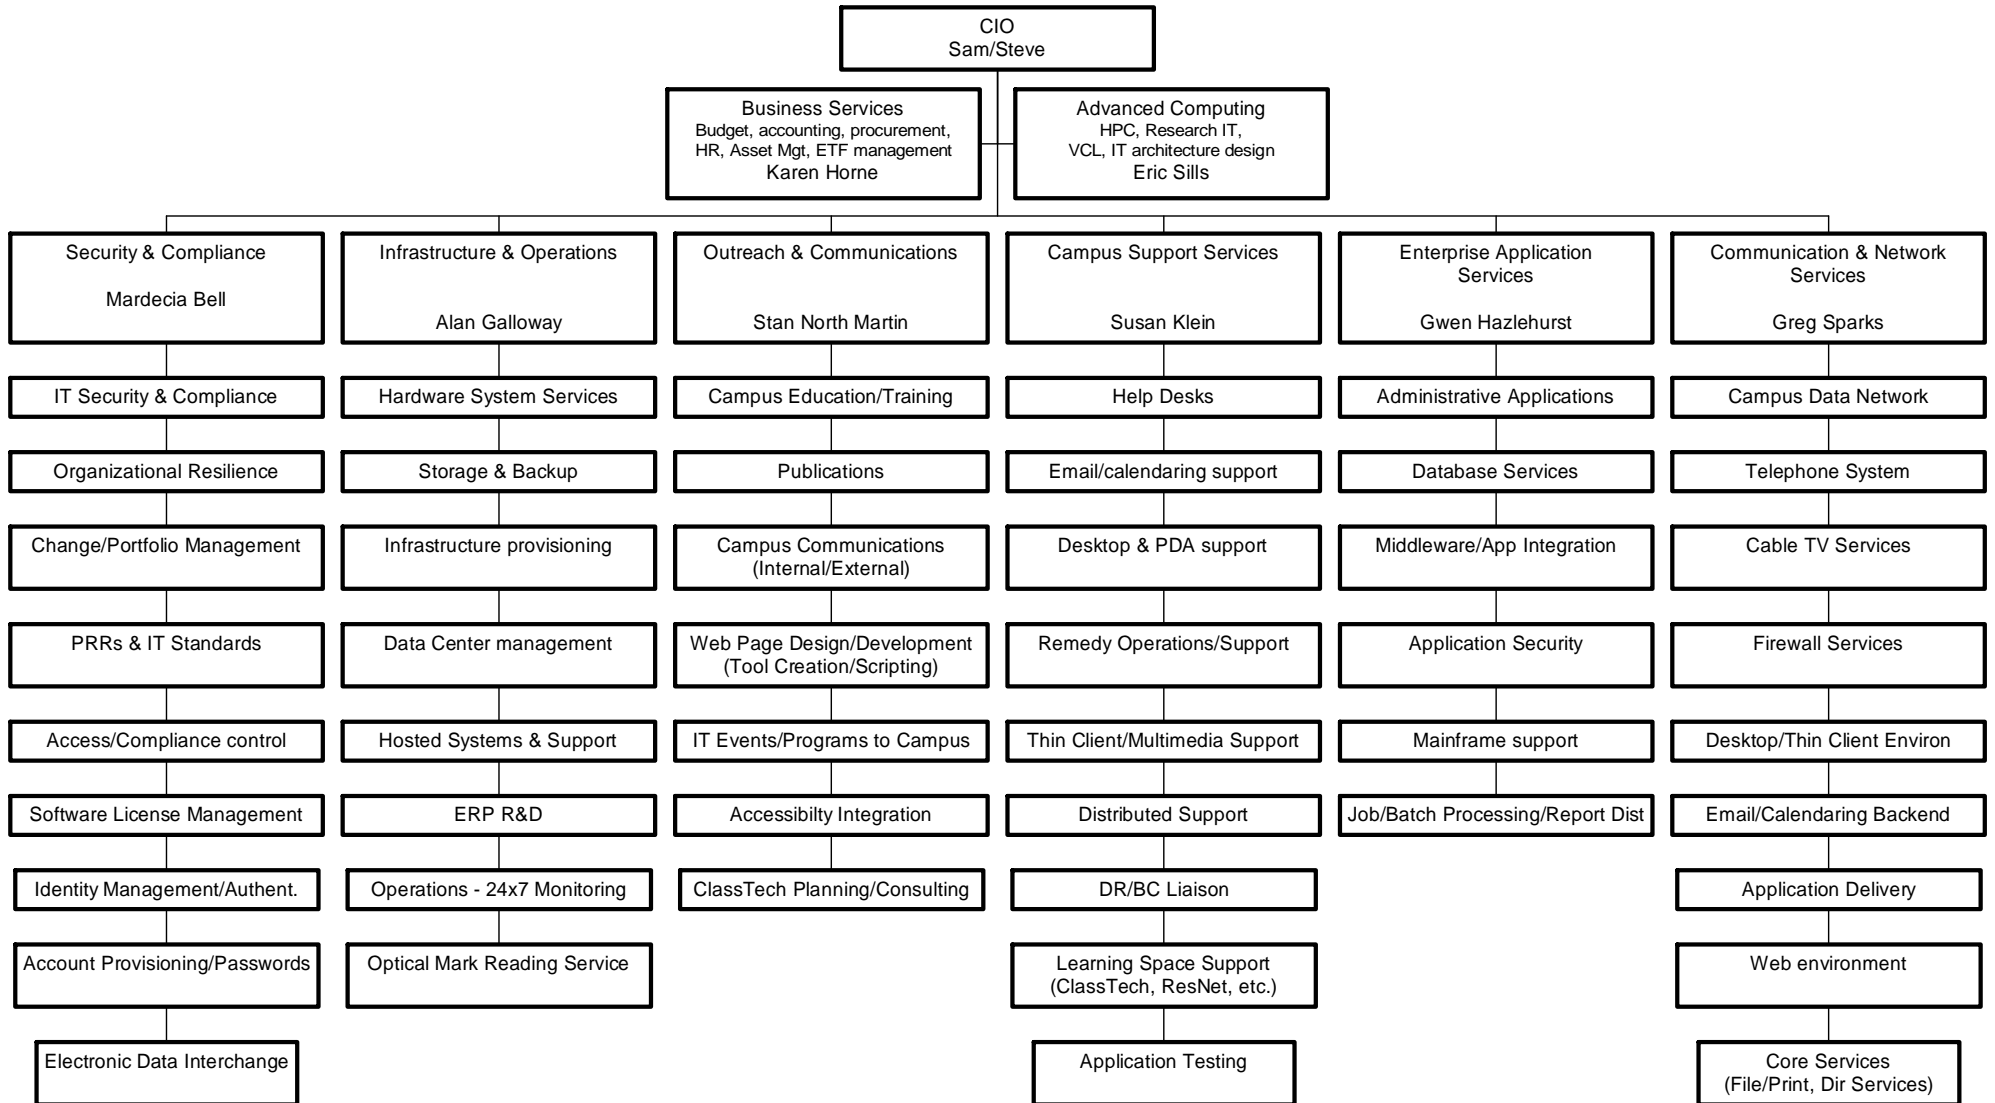 CIO
Sam/Steve
Business Services
Budget, accounting, procurement,
HR, Asset Mgt, ETF management
Karen Horne
Advanced Computing
HPC, Research IT,
VCL, IT architecture design
Eric Sills
Security & Compliance
Mardecia Bell
IT Security & Compliance
Organizational Resilience
Change/Portfolio Management
PRRs & IT Standards
Access/Compliance control
Software License Management
Identity Management/Authent.
Account Provisioning/Passwords
Electronic Data Interchange
Infrastructure & Operations
Alan Galloway
Hardware System Services
Storage & Backup
Infrastructure provisioning
Data Center management
Hosted Systems & Support
ERP R&D
Operations - 24x7 Monitoring
Optical Mark Reading Service
Outreach & Communications
Stan North Martin
Campus Education/Training
Publications
Campus Communications
(Internal/External)
Web Page Design/Development
(Tool Creation/Scripting)
IT Events/Programs to Campus
Accessibilty Integration
ClassTech Planning/Consulting
Campus Support Services
Susan Klein
Help Desks
Email/calendaring support
Desktop & PDA support
Remedy Operations/Support
Thin Client/Multimedia Support
Distributed Support
DR/BC Liaison
Learning Space Support
(ClassTech, ResNet, etc.)
Application Testing
Enterprise Application
Services
Gwen Hazlehurst
Administrative Applications
Database Services
Middleware/App Integration
Application Security
Mainframe support
Job/Batch Processing/Report Dist
Communication & Network
Services
Greg Sparks
Campus Data Network
Telephone System
Cable TV Services
Firewall Services
Desktop/Thin Client Environ
Email/Calendaring Backend
Application Delivery
Web environment
Core Services
(File/Print, Dir Services)